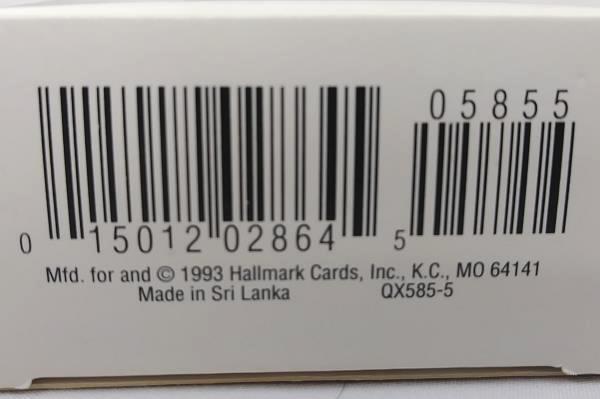 05855
0 15012 02864 5
Mfd. for and © 1993 Hallmark Cards, Inc., K.C., MO 64141
Made in Sri Lanka QX585-5